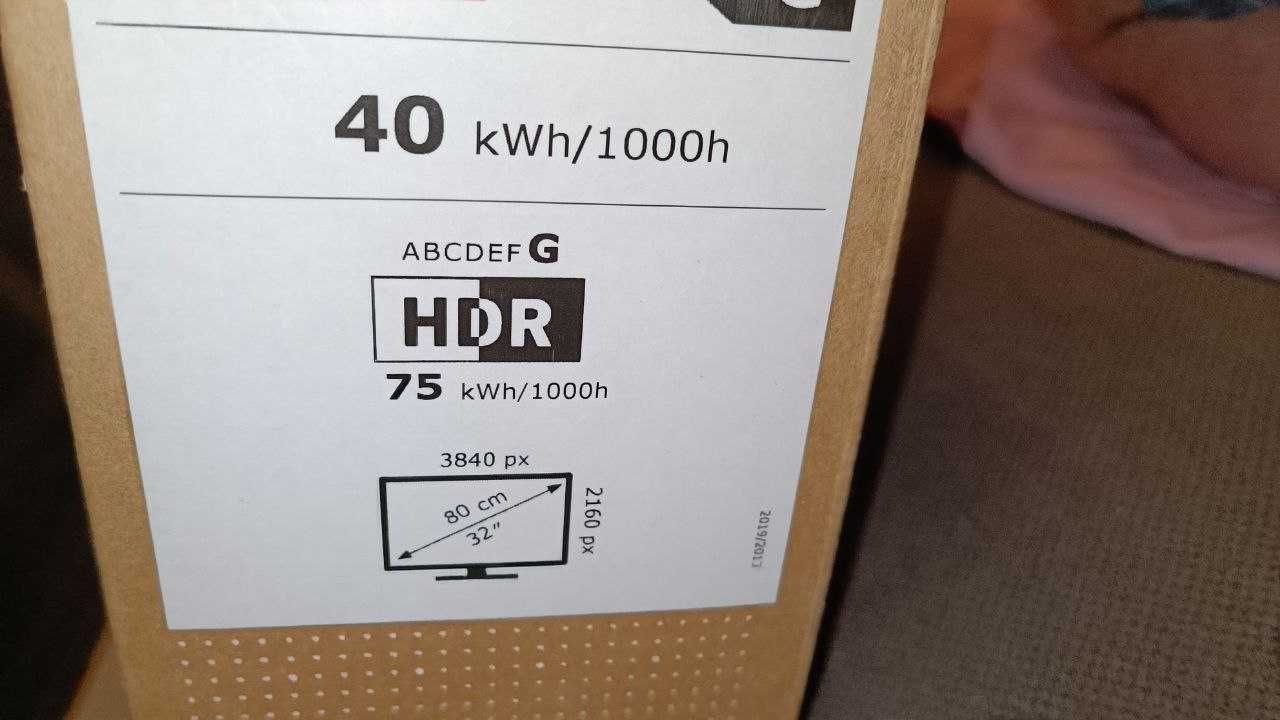 40 kWh/1000h
ABCDEFG
HDR
75 kWh/1000h
3840 px
80 cm
32"
2160 px
2019/2013